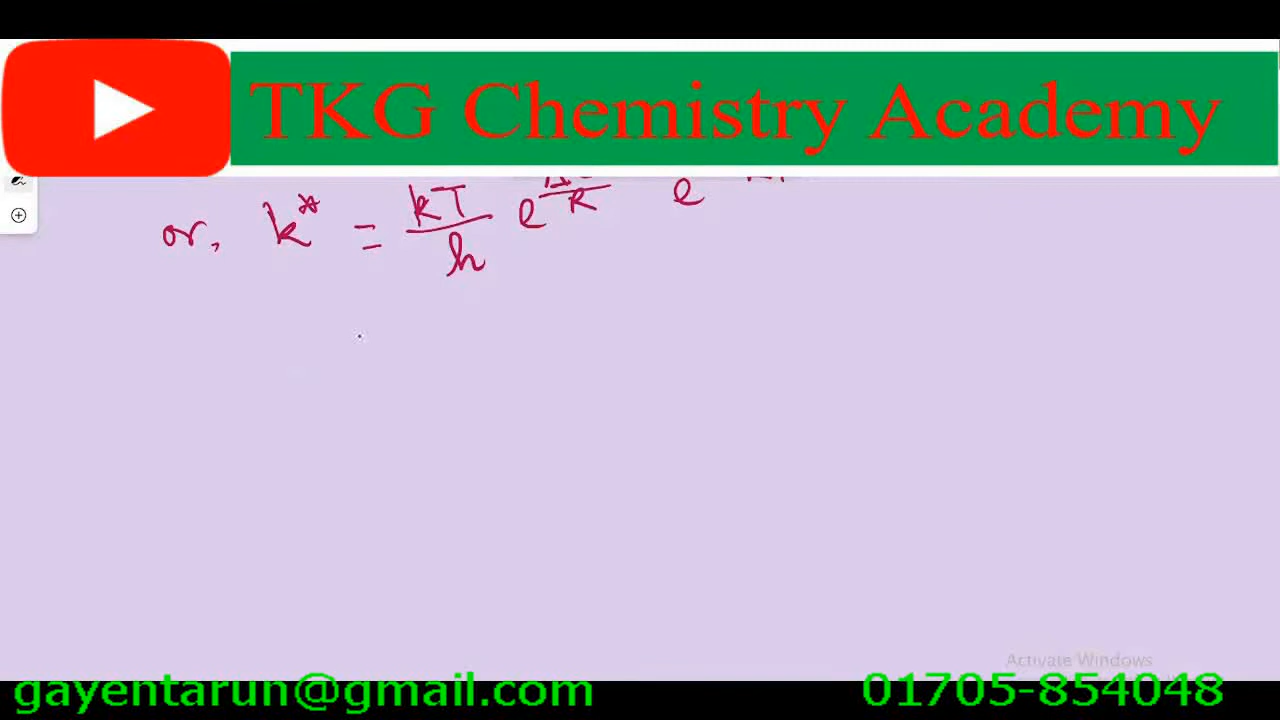 TKG Chemistry Academy
or, k* = kT/h e /R e
Activate Windows
gayentarun@gmail.com
01705-854048